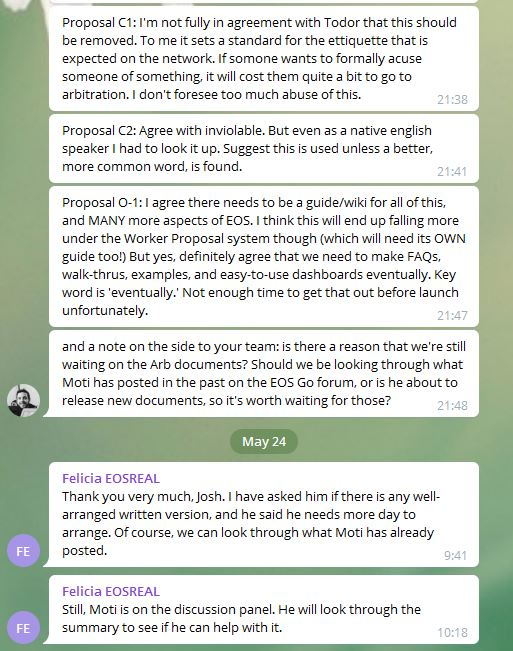 Proposal C1: I'm not fully in agreement with Todor that this should
be removed. To me it sets a standard for the ettiquette that is
expected on the network. If somone wants to formally acuse
someone of something, it will cost them quite a bit to go to
arbitration. I don't foresee too much abuse of this.
21:38
Proposal C2: Agree with inviolable. But even as a native english
speaker I had to look it up. Suggest this is used unless a better,
more common word, is found.
21:41
Proposal O-1: I agree there needs to be a guide/wiki for all of this,
and MANY more aspects of EOS. I think this will end up falling more
under the Worker Proposal system though (which will need its OWN
guide too!) But yes, definitely agree that we need to make FAQs,
walk-thrus, examples, and easy-to-use dashboards eventually. Key
word is 'eventually.' Not enough time to get that out before launch
unfortunately.
21:47
and a note on the side to your team: is there a reason that we're still
waiting on the Arb documents? Should we be looking through what
Moti has posted in the past on the EOS Go forum, or is he about to
release new documents, so it's worth waiting for those?
21:48
May 24
Felicia EOSREAL
Thank you very much, Josh. I have asked him if there is any well-
arranged written version, and he said he needs more day to
arrange. Of course, we can look through what Moti has already
posted.
9:41
FE
Felicia EOSREAL
Still, Moti is on the discussion panel. He will look through the
summary to see if he can help with it.
10:18
FE